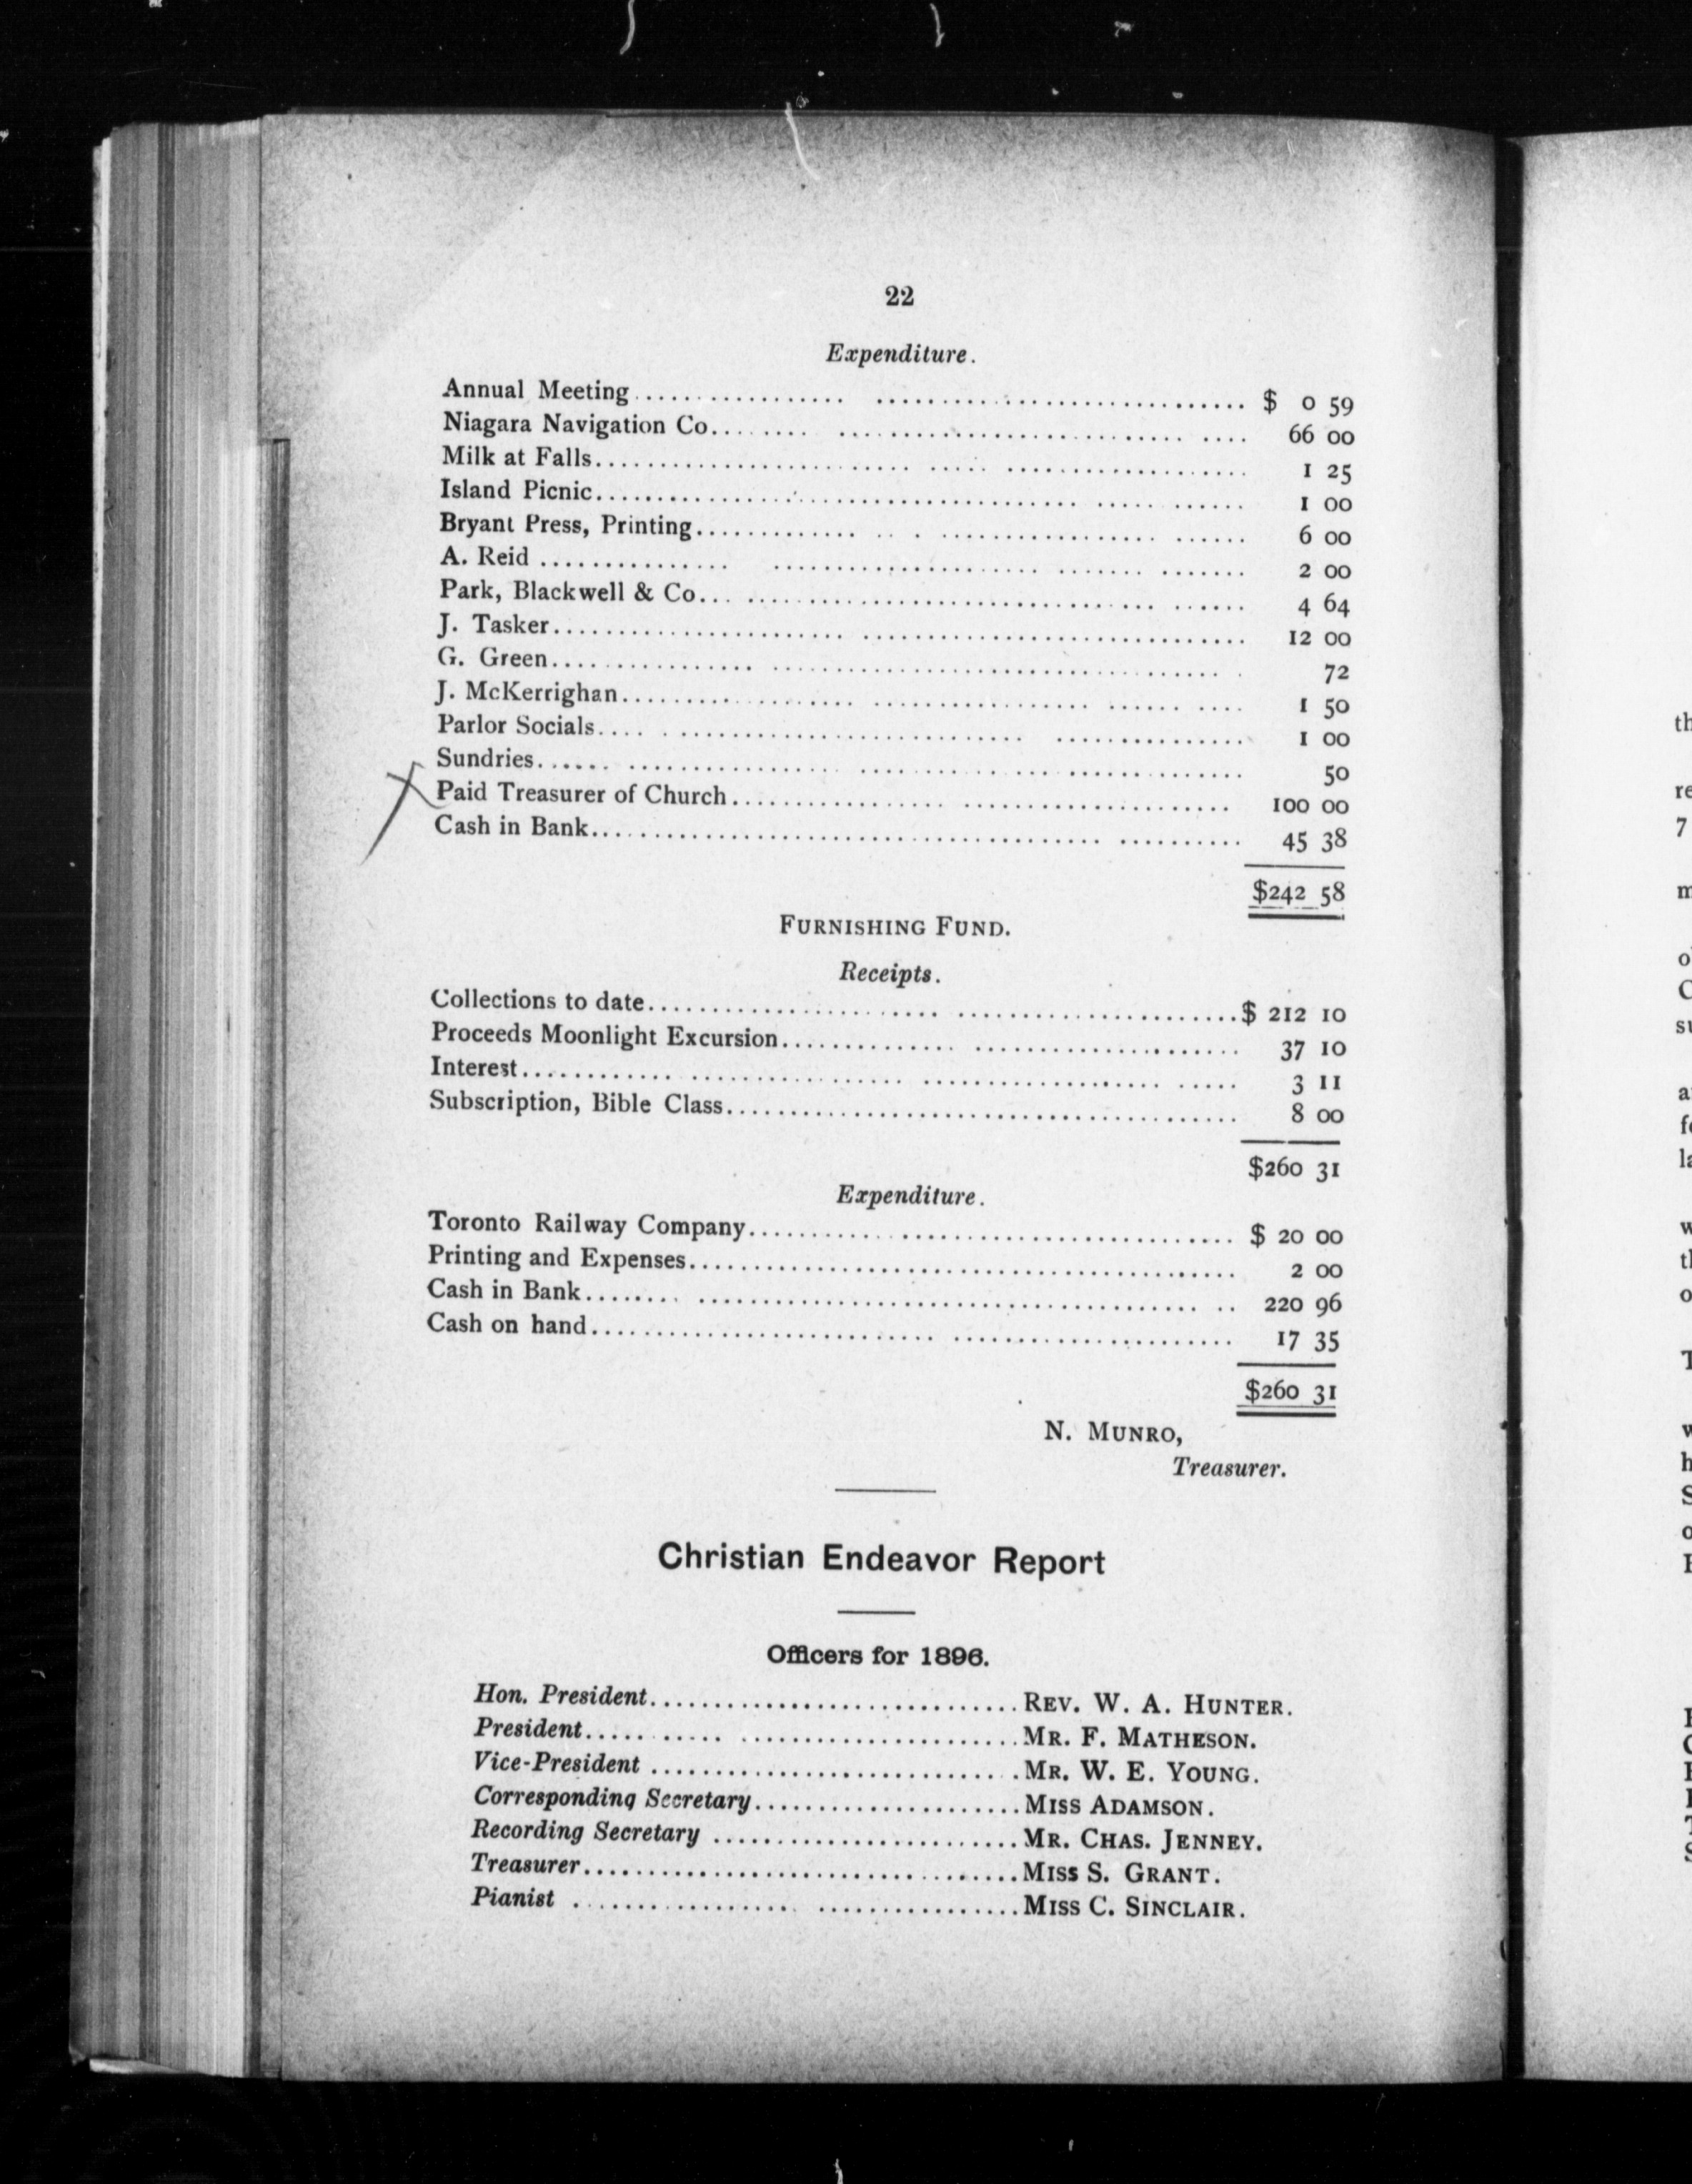 22
Expenditure.
Annual Meeting $ 0 59
Niagara Navigation Co. 66 00
Milk at Falls 1 25
Island Picnic 1 00
Bryant Press, Printing 6 00
A. Reid 2 00
Park, Blackwell & Co. 4 64
J. Tasker 12 00
G. Green 72
J. McKerrighan 1 50
Parlor Socials 1 00
Sundries 50
Paid Treasurer of Church 100 00
Cash in Bank 45 38
$242 58
FURNISHING FUND.
Receipts.
Collections to date $ 212 10
Proceeds Moonlight Excursion 37 10
Interest 3 11
Subscription, Bible Class 8 00
$260 31
Expenditure.
Toronto Railway Company $ 20 00
Printing and Expenses 2 00
Cash in Bank 220 96
Cash on hand 17 35
$260 31
N. MUNRO,
Treasurer.
Christian Endeavor Report
Officers for 1896.
Hon. President REV. W. A. HUNTER.
President MR. F. MATHESON.
Vice-President MR. W. E. YOUNG.
Corresponding Secretary MISS ADAMSON.
Recording Secretary MR. CHAS. JENNEY.
Treasurer MISS S. GRANT.
Pianist MISS C. SINCLAIR.